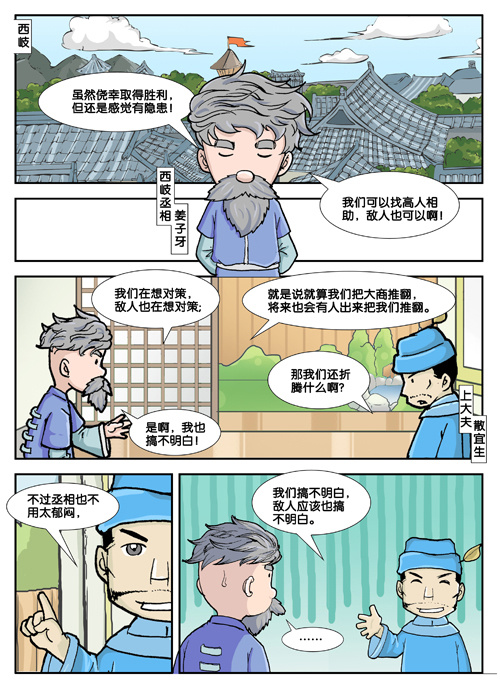 西岐
虽然侥幸取得胜利，
但还是感觉有隐患！
西岐丞相
姜子牙
我们可以找高人相
助，敌人也可以啊！
我们在想对策，
敌人也在想对策；
就是说就算我们把大商推翻，
将来也会有人出来把我们推翻。
那我们还折
腾什么啊？
是啊，我也
搞不明白！
上大夫
散宜生
不过丞相也不
用太郁闷，
我们搞不明白，
敌人应该也搞
不明白。
……